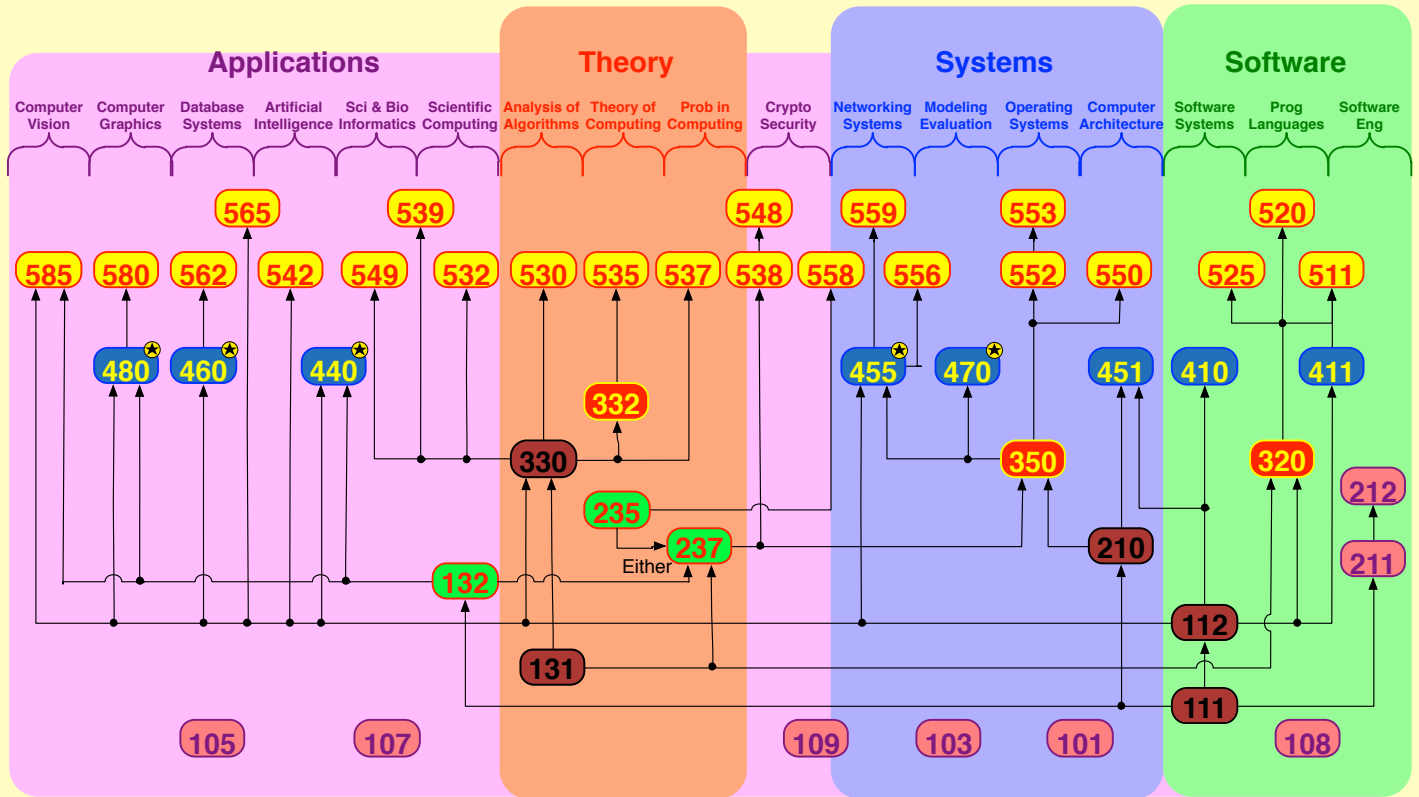 Applications
Theory
Systems
Software
Computer
Vision
Computer
Graphics
Database
Systems
Artificial
Intelligence
Sci & Bio
Informatics
Scientific
Computing
Analysis of
Algorithms
Theory of
Computing
Prob in
Computing
Crypto
Security
Networking
Systems
Modeling
Evaluation
Operating
Systems
Computer
Architecture
Software
Systems
Prog
Languages
Software
Eng
565
539
548
559
553
520
585
580
562
542
549
532
530
535
537
538
558
556
552
550
525
511
480
460
440
455
470
451
410
411
332
330
350
320
212
235
237
210
211
Either
132
112
131
111
105
107
109
103
101
108